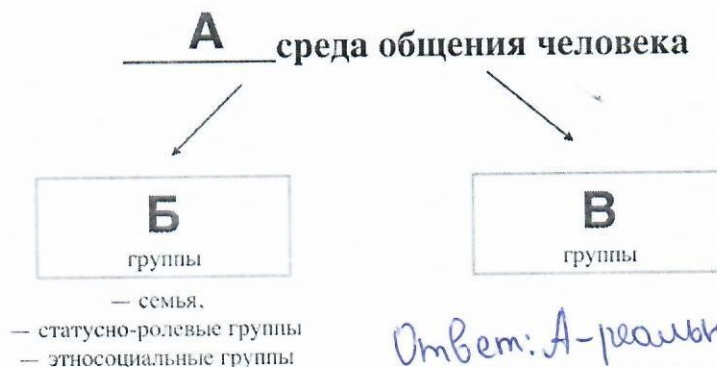 А среда общения человека
Б
группы
В
группы
— семья,
— статусно-ролевые группы
— этносоциальные группы
Ответ: А-реальн